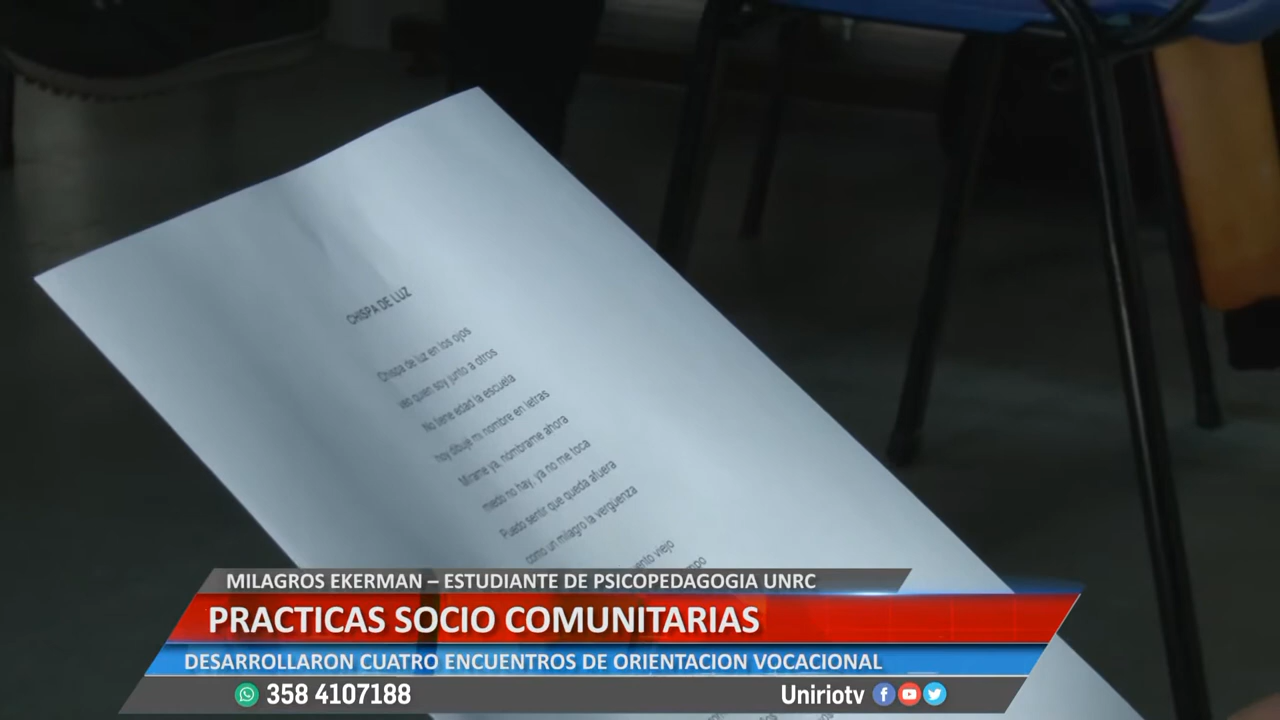 CHISPA DE LUZ
Chispa de luz en los ojos
veo quien soy junto a otros
No tiene edad la escuela
hoy dibujé mi nombre en letras
Mírame ya, nómbrame ahora
miedo no hay, ya no me toca
Puedo sentir que queda afuera
como un milagro la vergüenza
viejo
MILAGROS EKERMAN – ESTUDIANTE DE PSICOPEDAGOGIA UNRC
PRACTICAS SOCIO COMUNITARIAS
DESARROLLARON CUATRO ENCUENTROS DE ORIENTACION VOCACIONAL
358 4107188
Uniriotv